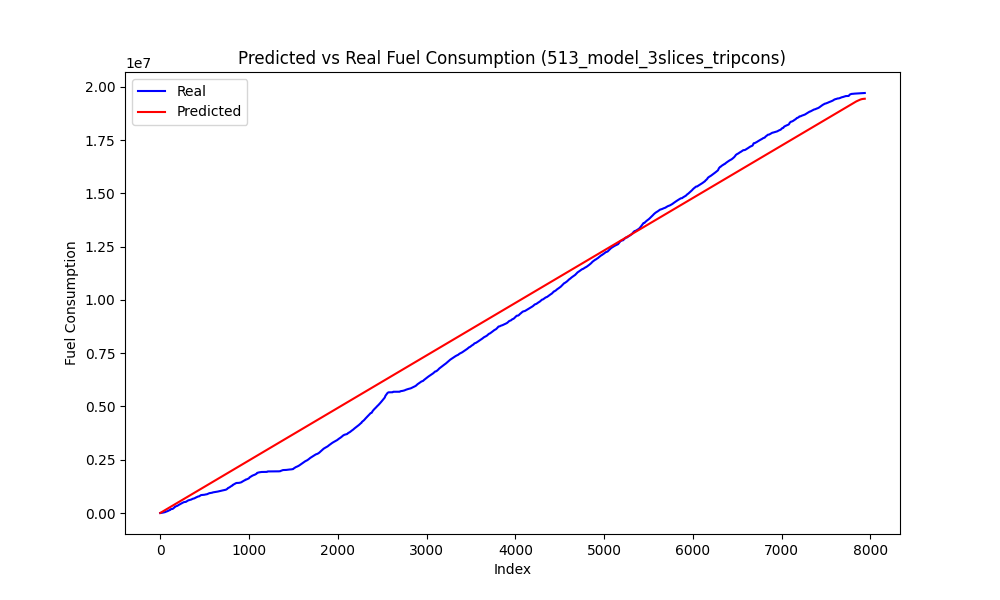 Predicted vs Real Fuel Consumption (513_model_3slices_tripcons)
1e7
Real
Predicted
2.00
1.75
1.50
1.25
1.00
0.75
0.50
0.25
0.00
Fuel Consumption
0 1000 2000 3000 4000 5000 6000 7000 8000
Index